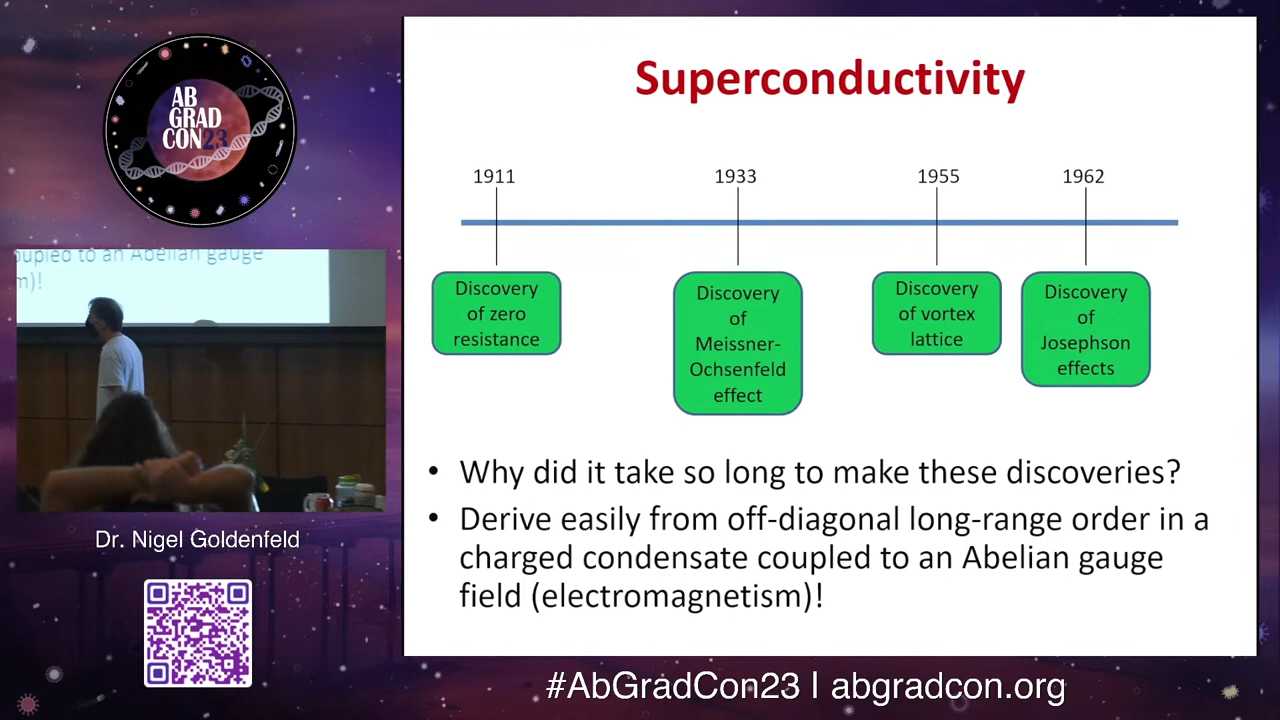 AB
GRAD
CON23
Superconductivity
1911
1933
1955
1962
Discovery
of zero
resistance
Discovery
of
Meissner-
Ochsenfeld
effect
Discovery
of vortex
lattice
Discovery
of
Josephson
effects
• Why did it take so long to make these discoveries?
• Derive easily from off-diagonal long-range order in a
charged condensate coupled to an Abelian gauge
field (electromagnetism)!
oupled to an Abelian gauge
m)!
Dr. Nigel Goldenfeld
#AbGradCon23 | abgradcon.org